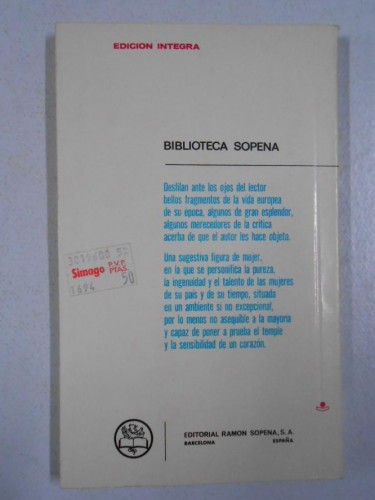 EDICION INTEGRA
BIBLIOTECA SOPENA
Desfilan ante los ojos del lector
bellos fragmentos de la vida europea
de su época, algunos de gran esplendor,
algunos merecedores de la crítica
acerba de que el autor les hace objeto.
Una sugestiva figura de mujer,
en la que se personifica la pureza,
la ingenuidad y el talento de las mujeres
de su país y de su tiempo, situada
en un ambiente si no excepcional,
por lo menos no asequible a la mayoría
y capaz de poner a prueba el temple
y la sensibilidad de un corazón.
Simago P.V.P.
PTAS.
1694 50
EDITORIAL RAMON SOPENA, S. A.
BARCELONA ESPAÑA